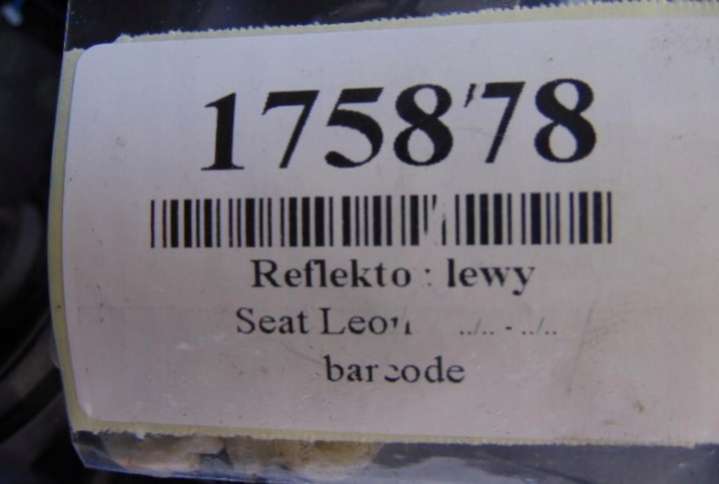 175878
Reflekto: lewy
Seat Leon ../.. - ../..
barcode